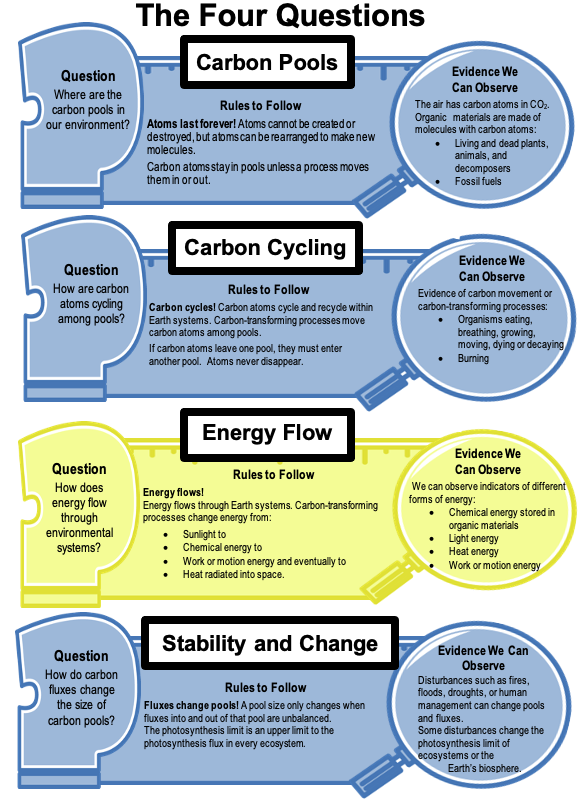 The Four Questions
Carbon Pools
Question
Where are the
carbon pools in
our environment?
Rules to Follow
Atoms last forever! Atoms cannot be created or
destroyed, but atoms can be rearranged to make new
molecules.
Carbon atoms stay in pools unless a process moves
them in or out.
Evidence We
Can Observe
The air has carbon atoms in CO₂.
Organic materials are made of
molecules with carbon atoms:
• Living and dead plants,
animals, and
decomposers
• Fossil fuels
Carbon Cycling
Question
How are carbon
atoms cycling
among pools?
Rules to Follow
Carbon cycles! Carbon atoms cycle and recycle within
Earth systems. Carbon-transforming processes move
carbon atoms among pools.
If carbon atoms leave one pool, they must enter
another pool. Atoms never disappear.
Evidence We
Can Observe
Evidence of carbon movement or
carbon-transforming processes:
• Organisms eating,
breathing, growing,
moving, dying or decaying
• Burning
Energy Flow
Question
How does
energy flow
through
environmental
systems?
Rules to Follow
Energy flows!
Energy flows through Earth systems. Carbon-transforming
processes change energy from:
• Sunlight to
• Chemical energy to
• Work or motion energy and eventually to
• Heat radiated into space.
Evidence We
Can Observe
We can observe indicators of different
forms of energy:
• Chemical energy stored in
organic materials
• Light energy
• Heat energy
• Work or motion energy
Stability and Change
Question
How do carbon
fluxes change
the size of
carbon pools?
Rules to Follow
Fluxes change pools! A pool size only changes when
fluxes into and out of that pool are unbalanced.
The photosynthesis limit is an upper limit to the
photosynthesis flux in every ecosystem.
Evidence We Can
Observe
Disturbances such as fires,
floods, droughts, or human
management can change pools
and fluxes.
Some disturbances change the
photosynthesis limit of
ecosystems or the
Earth's biosphere.